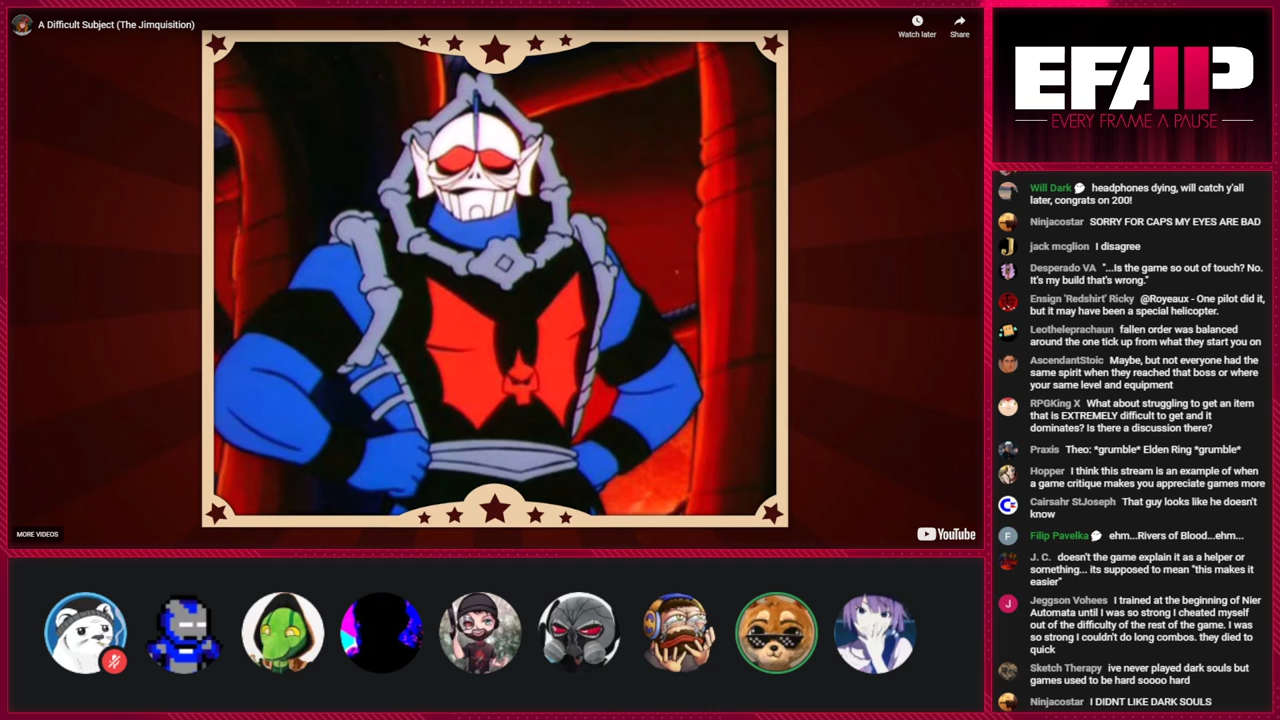 A Difficult Subject (The Jimquisition)
Watch later
Share
MORE VIDEOS
YouTube
EFAP
EVERY FRAME A PAUSE
Will Dark headphones dying, will catch y'all
later, congrats on 200!
Ninjacostar SORRY FOR CAPS MY EYES ARE BAD
jack mcglion I disagree
Desperado VA "...Is the game so out of touch? No.
It's my build that's wrong."
Ensign 'Redshirt' Ricky @Royeaux - One pilot did it,
but it may have been a special helicopter.
Leotheleprachaun fallen order was balanced
around the one tick up from what they start you on
AscendantStoic Maybe, but not everyone had the
same spirit when they reached that boss or where
your same level and equipment
RPGKing X What about struggling to get an item
that is EXTREMELY difficult to get and it
dominates? Is there a discussion there?
Praxis Theo: *grumble* Elden Ring *grumble*
Hopper I think this stream is an example of when
a game critique makes you appreciate games more
Cairsahr StJoseph That guy looks like he doesn't
know
F
Filip Pavelka ehm...Rivers of Blood...ehm...
J. C. doesn't the game explain it as a helper or
something... its supposed to mean "this makes it
easier"
J
Jeggson Vohees I trained at the beginning of Nier
Automata until I was so strong I cheated myself
out of the difficulty of the rest of the game. I was
so strong I couldn't do long combos. they died to
quick
Sketch Therapy ive never played dark souls but
games used to be hard soooo hard
Ninjacostar I DIDNT LIKE DARK SOULS